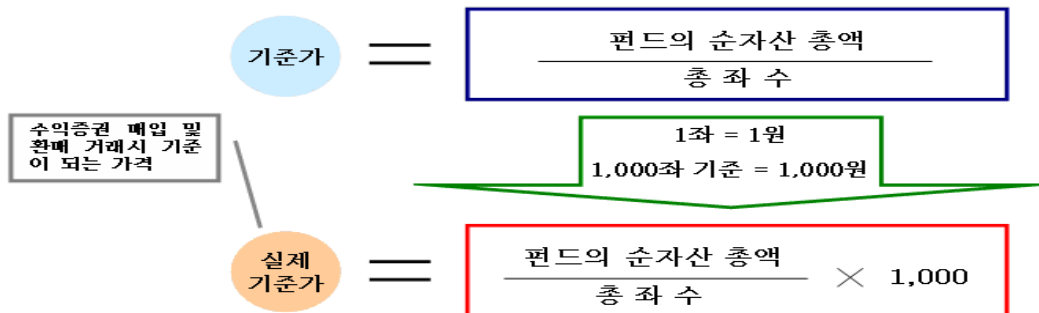 기준가
펀드의 순자산 총액
총 좌 수
수익증권 매입 및
환매 거래시 기준
이 되는 가격
1좌 = 1원
1,000좌 기준 = 1,000원
실제
기준가
펀드의 순자산 총액
총 좌 수
× 1,000